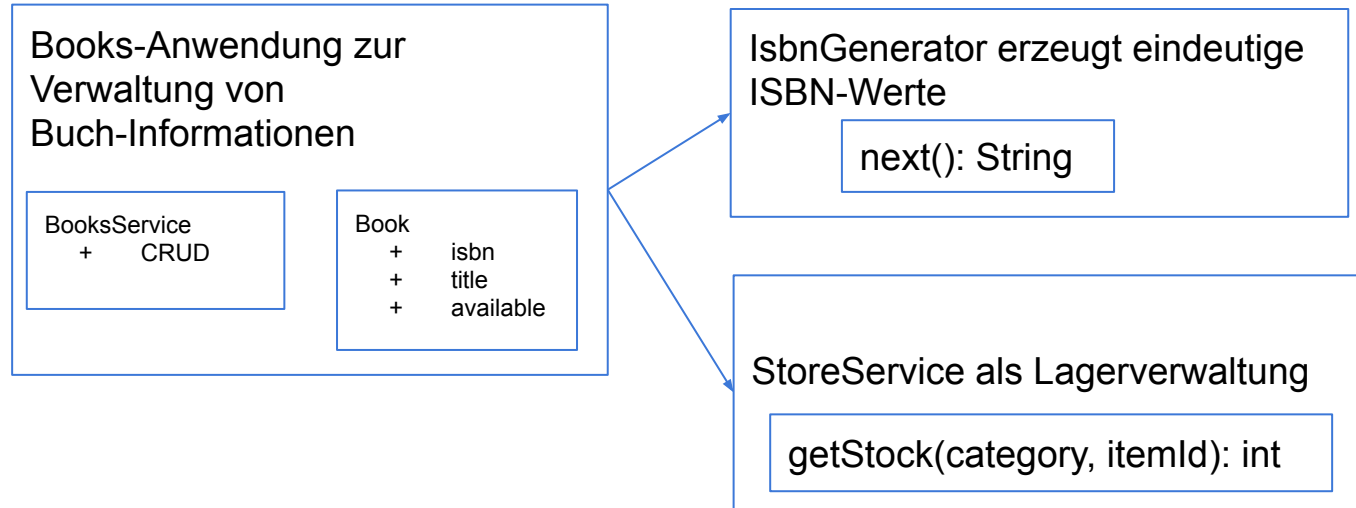 Books-Anwendung zur
Verwaltung von
Buch-Informationen
BooksService
+ CRUD
Book
+ isbn
+ title
+ available
IsbnGenerator erzeugt eindeutige
ISBN-Werte
next(): String
StoreService als Lagerverwaltung
getStock(category, itemId): int